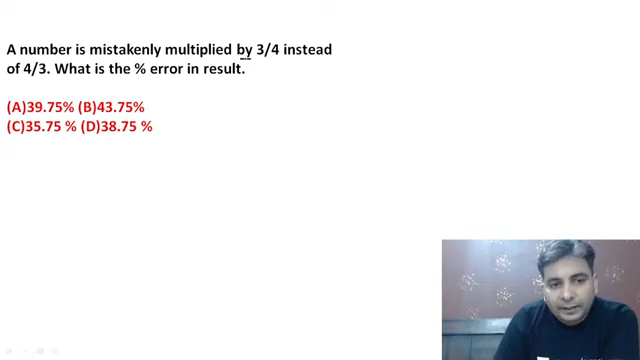 A number is mistakenly multiplied by 3/4 instead
of 4/3. What is the % error in result.
(A)39.75% (B)43.75%
(C)35.75 % (D)38.75 %